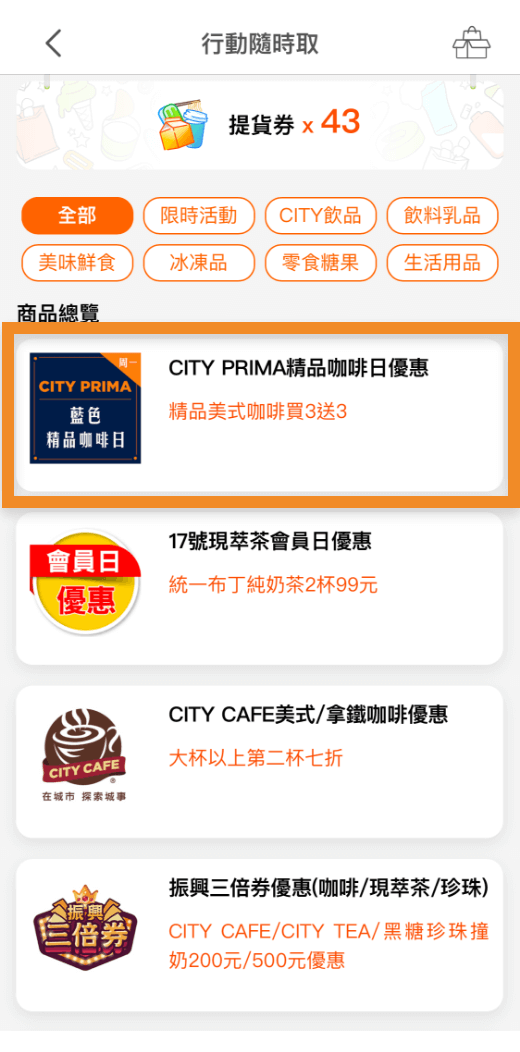 行動隨時取
提貨券 x 43
全部 限時活動 CITY飲品 飲料乳品
美味鮮食 冰凍品 零食糖果 生活用品
商品總覽
周一
CITY PRIMA
藍色
精品咖啡日
CITY PRIMA精品咖啡日優惠
精品美式咖啡買3送3
會員日
優惠
17號現萃茶會員日優惠
統一布丁純奶茶2杯99元
CITY CAFE
®
在城市 探索城事
CITY CAFE美式/拿鐵咖啡優惠
大杯以上第二杯七折
振興
三倍券
振興三倍券優惠(咖啡/現萃茶/珍珠)
CITY CAFE/CITY TEA/黑糖珍珠撞
奶200元/500元優惠